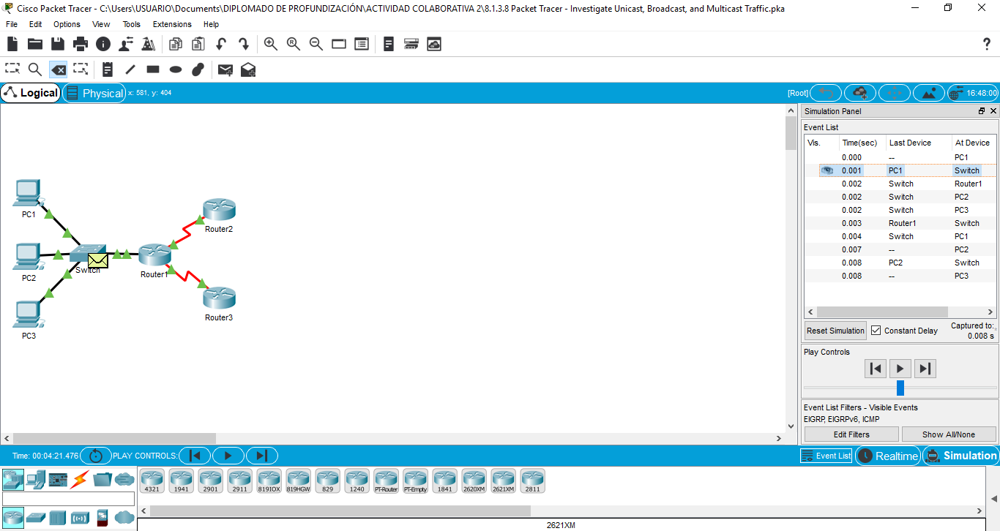 Cisco Packet Tracer - C:\Users\USUARIO\Documents\DIPLOMADO DE PROFUNDIZACIÓN\ACTIVIDAD COLABORATIVA 2\8.1.3.8 Packet Tracer - Investigate Unicast, Broadcast, and Multicast Traffic.pka
File Edit Options View Tools Extensions Help
Logical Physical x: 581, y: 404 [Root] 16:48:00
Simulation Panel
Event List
Vis. Time(sec) Last Device At Device
0.000 -- PC1
0.001 PC1 Switch
0.002 Switch Router1
0.002 Switch PC2
0.002 Switch PC3
0.003 Router1 Switch
0.004 Switch PC1
0.007 -- PC2
0.008 PC2 Switch
0.008 -- PC3
Reset Simulation Constant Delay Captured to:
0.008 s
Play Controls
Event List Filters - Visible Events
EIGRP, EIGRPv6, ICMP
Edit Filters Show All/None
PC1
Router2
Switch
Router1
PC2
Router3
PC3
Time: 00:04:21.476 PLAY CONTROLS: Event List Realtime Simulation
4321 1941 2901 2911 819IOX 819HGW 829 1240 PT-Router PT-Empty 1841 2620XM 2621XM 2811
2621XM